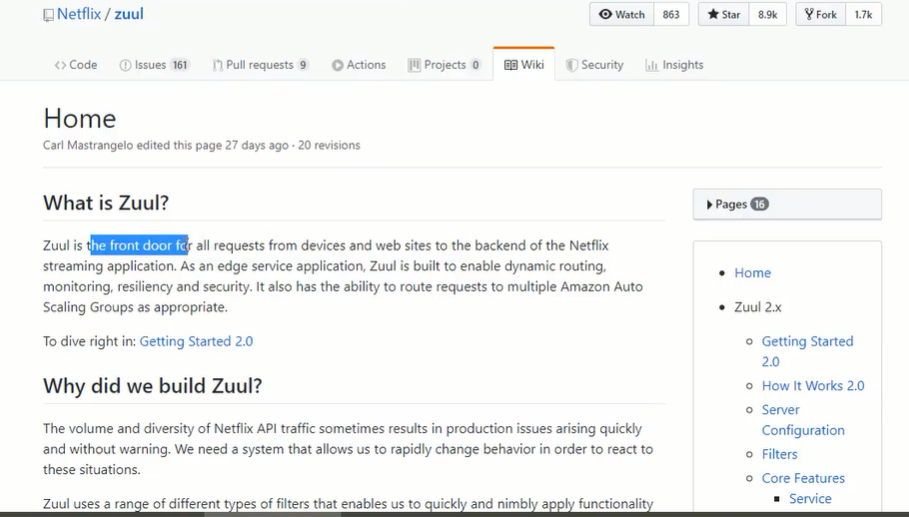 Netflix / zuul
Watch 863 Star 8.9k Fork 1.7k
Code Issues 161 Pull requests 9 Actions Projects 0 Wiki Security Insights
Home
Carl Mastrangelo edited this page 27 days ago · 20 revisions
What is Zuul?
Zuul is the front door for all requests from devices and web sites to the backend of the Netflix
streaming application. As an edge service application, Zuul is built to enable dynamic routing,
monitoring, resiliency and security. It also has the ability to route requests to multiple Amazon Auto
Scaling Groups as appropriate.
To dive right in: Getting Started 2.0
Why did we build Zuul?
The volume and diversity of Netflix API traffic sometimes results in production issues arising quickly
and without warning. We need a system that allows us to rapidly change behavior in order to react to
these situations.
Zuul uses a range of different types of filters that enables us to quickly and nimbly apply functionality
Pages 16
Home
Zuul 2.x
Getting Started
2.0
How It Works 2.0
Server
Configuration
Filters
Core Features
Service